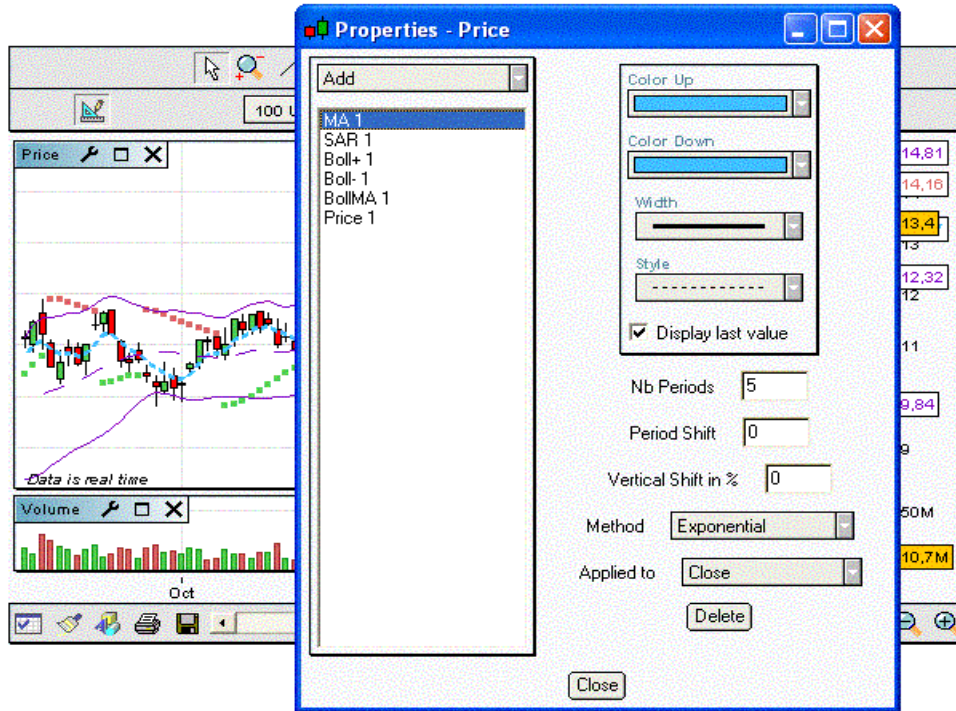 Properties - Price
Add
MA 1
SAR 1
Boll+ 1
Boll- 1
BollMA 1
Price 1
Color Up
Color Down
Width
Style
Display last value
Nb Periods 5
Period Shift 0
Vertical Shift in % 0
Method Exponential
Applied to Close
Delete
Close
100
Price
Data is real time
Volume
Oct
14,81
14,16
13,4
13
12,32
12
11
9,84
9
50M
10,7M